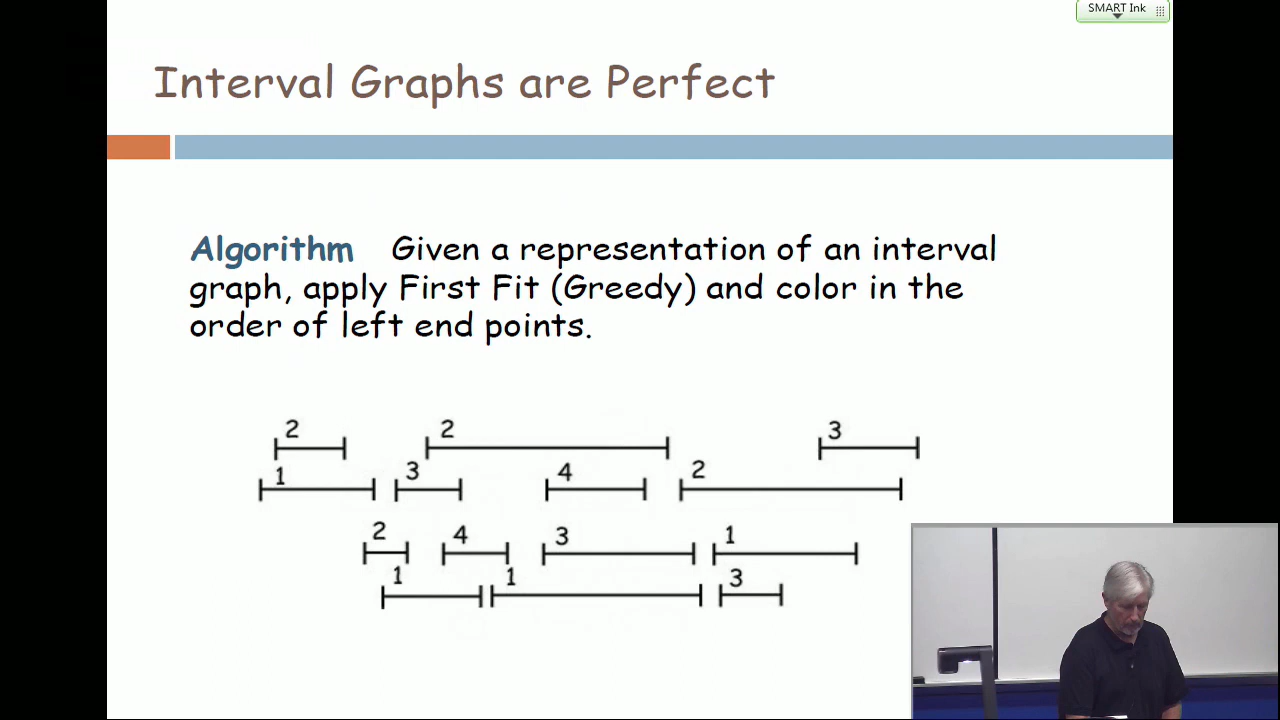 SMART Ink
Interval Graphs are Perfect
Algorithm Given a representation of an interval
graph, apply First Fit (Greedy) and color in the
order of left end points.
2 2 3
1 3 4 2
2 4 3 1
1 1 3